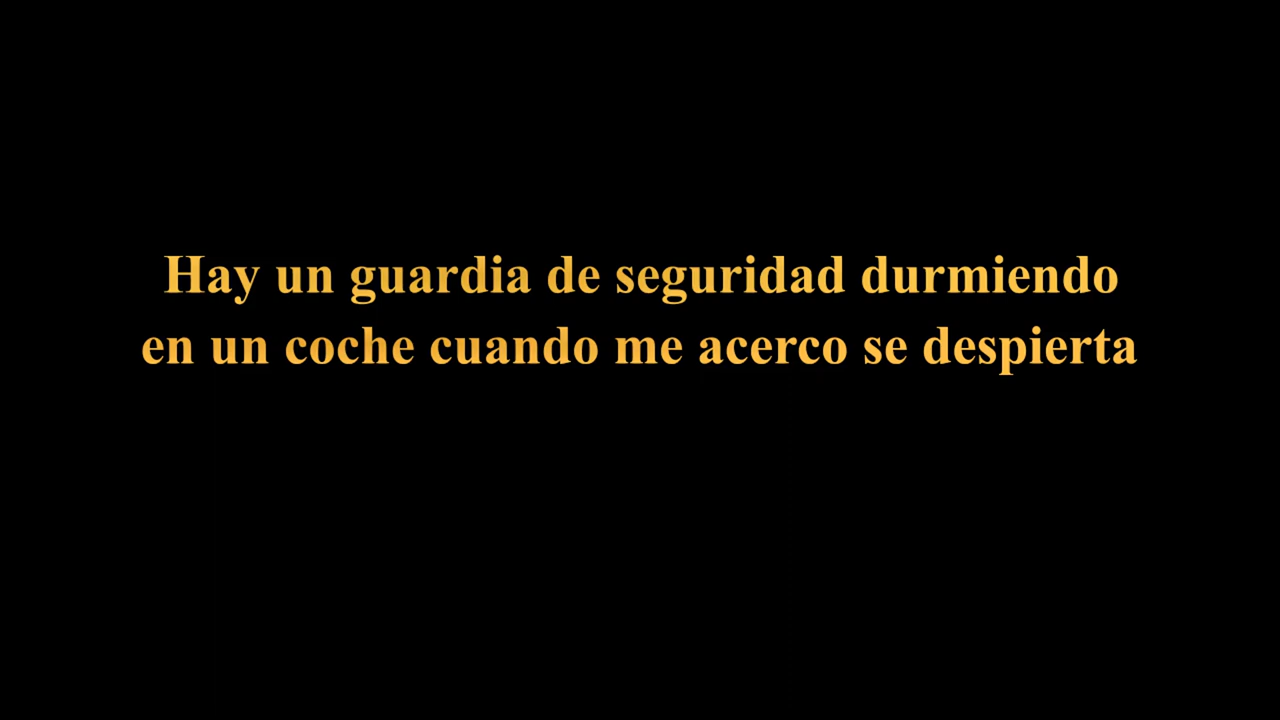 Hay un guardia de seguridad durmiendo
en un coche cuando me acerco se despierta